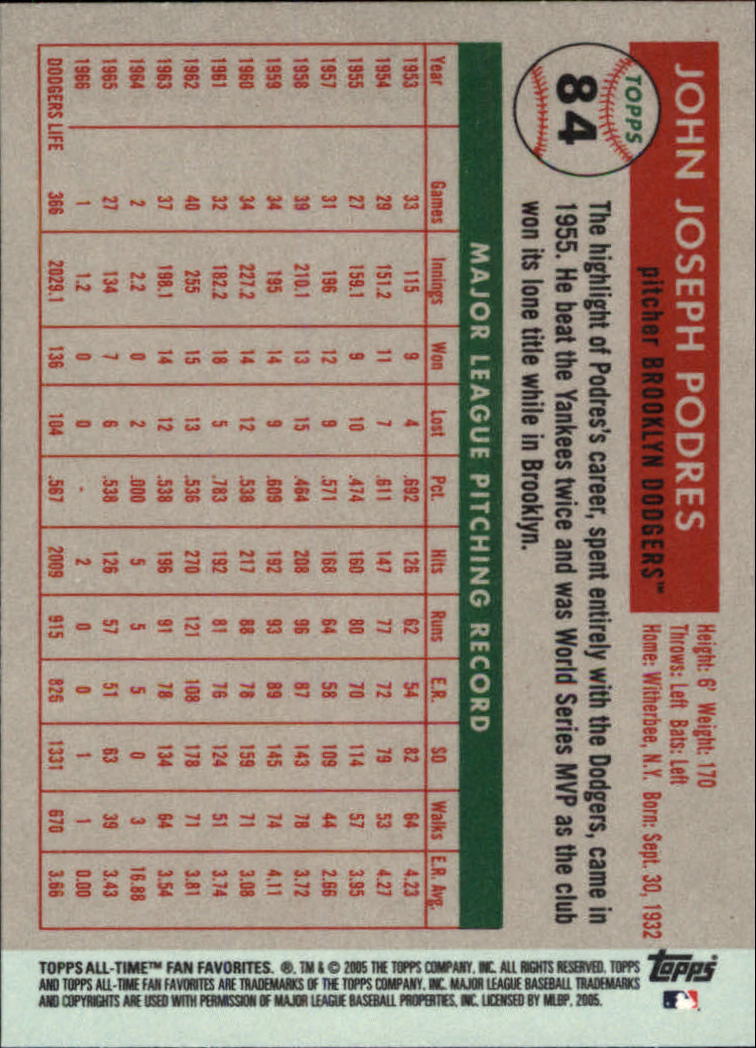 JOHN JOSEPH PODRES
pitcher BROOKLYN DODGERS™
Height: 6' Weight: 170
Throws: Left Bats: Left
Home: Witherbee, N.Y. Born: Sept. 30, 1932
TOPPS
84
The highlight of Podres's career, spent entirely with the Dodgers, came in
1955. He beat the Yankees twice and was World Series MVP as the club
won its lone title while in Brooklyn.
MAJOR LEAGUE PITCHING RECORD
Year Games Innings Won Lost Pct. Hits Runs E.R. SO Walks E.R. Avg.
1953 33 115 9 4 .692 126 62 54 82 64 4.23
1954 29 151.2 11 7 .611 147 77 72 79 53 4.27
1955 27 159.1 9 10 .474 160 80 70 114 57 3.95
1957 31 196 12 9 .571 168 64 58 109 44 2.66
1958 39 210.1 13 15 .464 208 96 87 143 78 3.72
1959 34 195 14 9 .609 192 93 89 145 74 4.11
1960 34 227.2 14 12 .538 217 88 78 159 71 3.08
1961 32 182.2 18 5 .783 192 81 76 124 51 3.74
1962 40 255 15 13 .536 270 121 108 178 71 3.81
1963 37 198.1 14 12 .538 196 91 78 134 64 3.54
1964 2 2.2 0 2 .000 5 5 5 0 3 16.88
1965 27 134 7 6 .538 126 57 51 63 39 3.43
1966 1 1.2 0 0 - 2 0 0 1 1 0.00
DODGERS LIFE 366 2029.1 136 104 .567 2009 915 826 1331 670 3.66
TOPPS ALL-TIME™ FAN FAVORITES. ®, TM & © 2005 THE TOPPS COMPANY, INC. ALL RIGHTS RESERVED. TOPPS
AND TOPPS ALL-TIME FAN FAVORITES ARE TRADEMARKS OF THE TOPPS COMPANY, INC. MAJOR LEAGUE BASEBALL TRADEMARKS
AND COPYRIGHTS ARE USED WITH PERMISSION OF MAJOR LEAGUE BASEBALL PROPERTIES, INC. LICENSED BY MLBP, 2005.
Topps